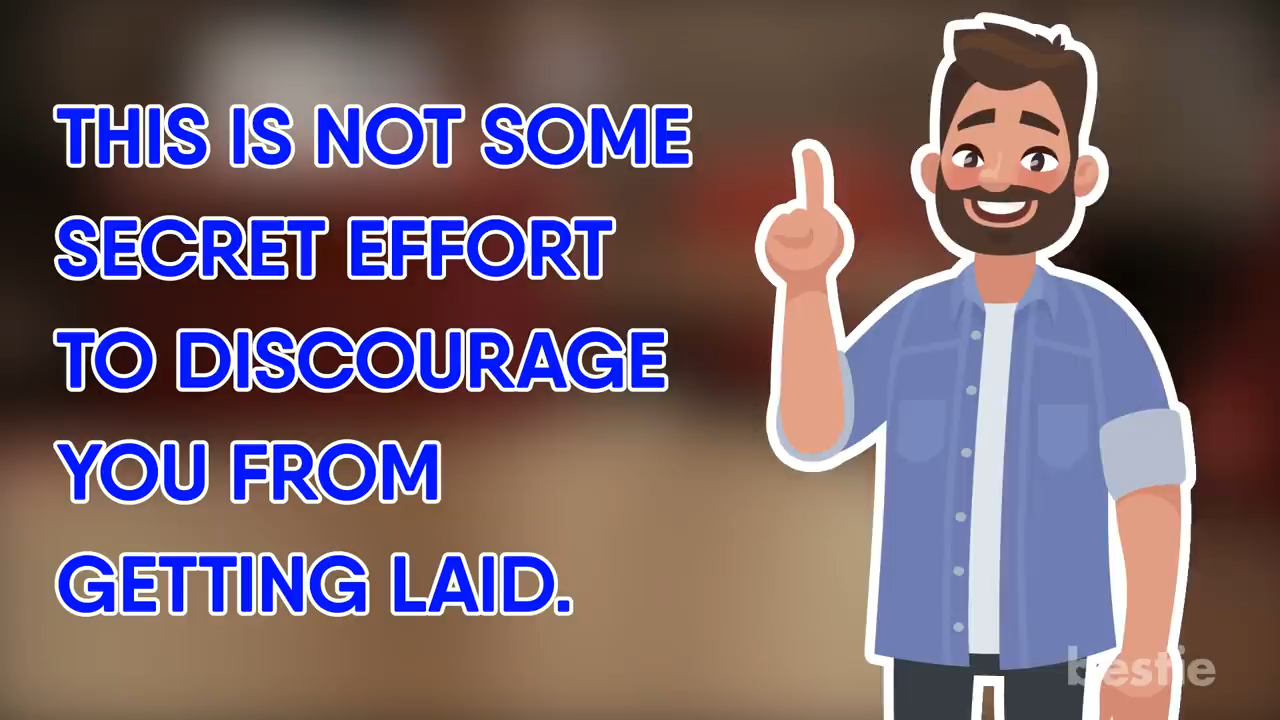 THIS IS NOT SOME
SECRET EFFORT
TO DISCOURAGE
YOU FROM
GETTING LAID.
bestie